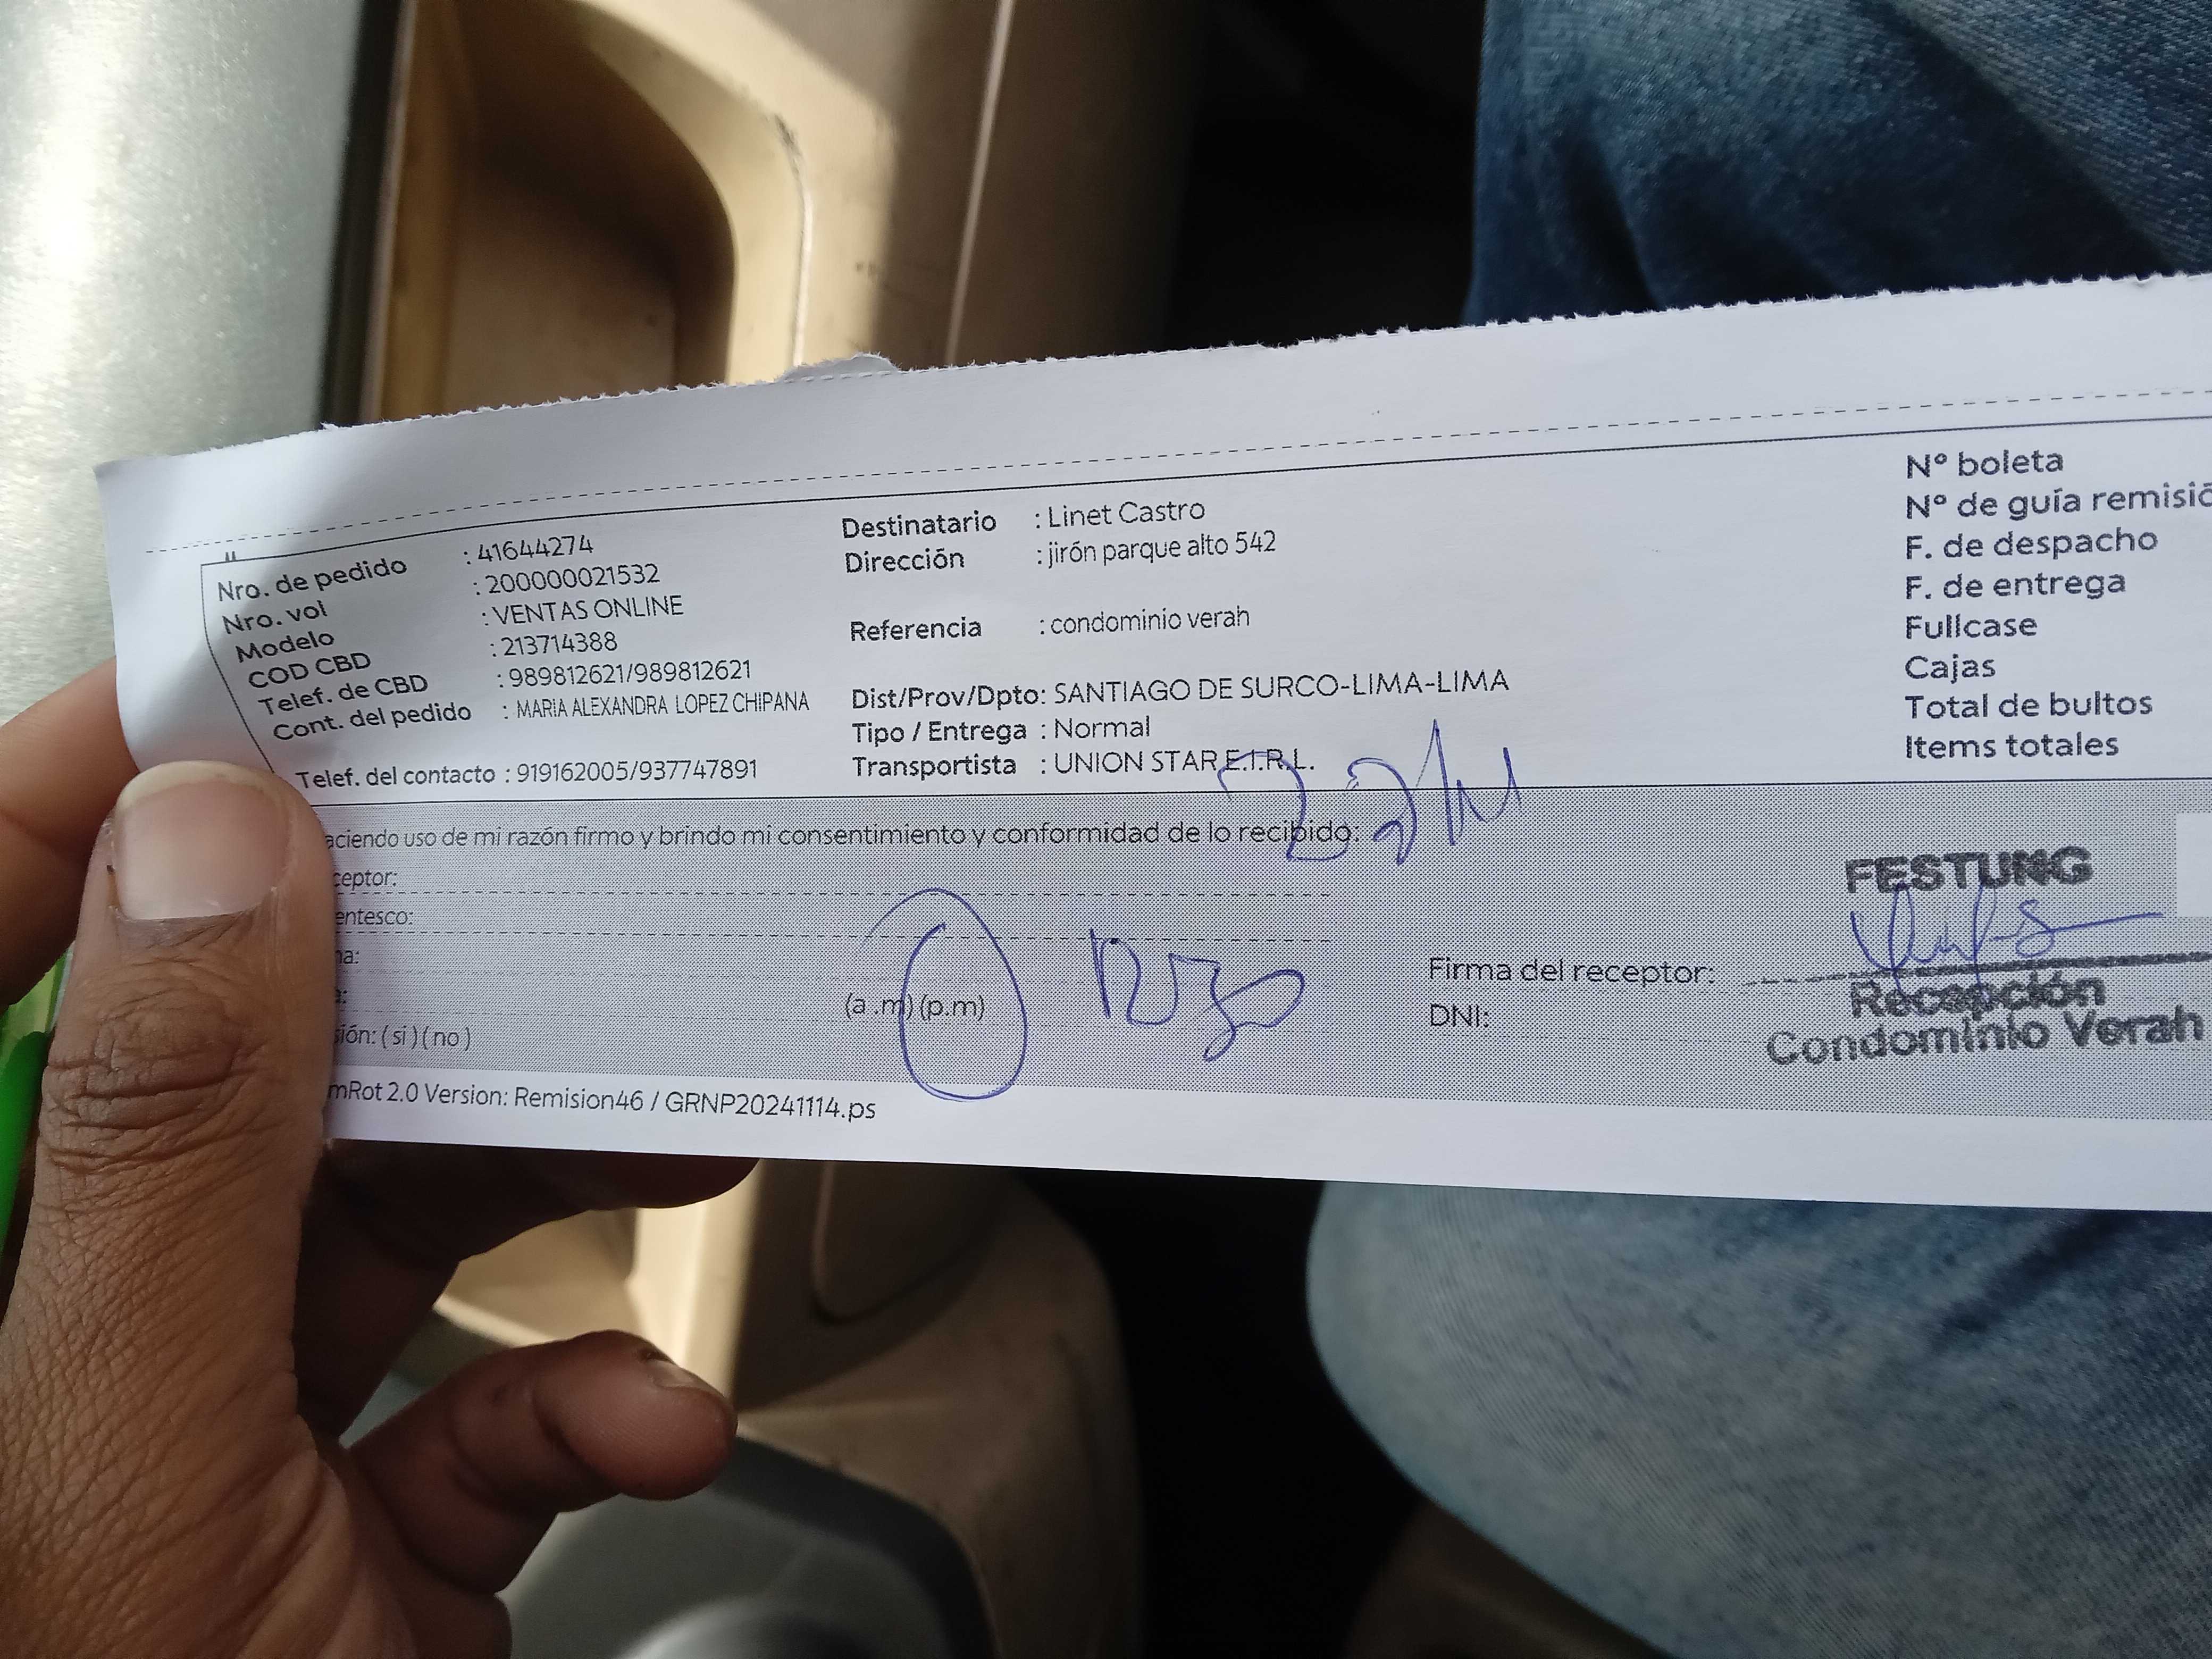 Nro. de pedido : 41644274
Nro. vol : 200000021532
Modelo : VENTAS ONLINE
COD CBD : 213714388
Telef. de CBD : 989812621/989812621
Cont. del pedido : MARIA ALEXANDRA LOPEZ CHIPANA
Telef. del contacto : 919162005/937747891
Destinatario : Linet Castro
Dirección : jirón parque alto 542
Referencia : condominio verah
Dist/Prov/Dpto: SANTIAGO DE SURCO-LIMA-LIMA
Tipo / Entrega : Normal
Transportista : UNION STAR E.I.R.L.
Nº boleta
Nº de guía remisió
F. de despacho
F. de entrega
Fullcase
Cajas
Total de bultos
Items totales
aciendo uso de mi razón firmo y brindo mi consentimiento y conformidad de lo recibido:
ceptor:
entesco:
na:
a:
(a .m) (p.m)
sión: ( si ) ( no )
Firma del receptor:
DNI:
FESTUNG
Recepción
Condominio Verah
mRot 2.0 Version: Remision46 / GRNP20241114.ps